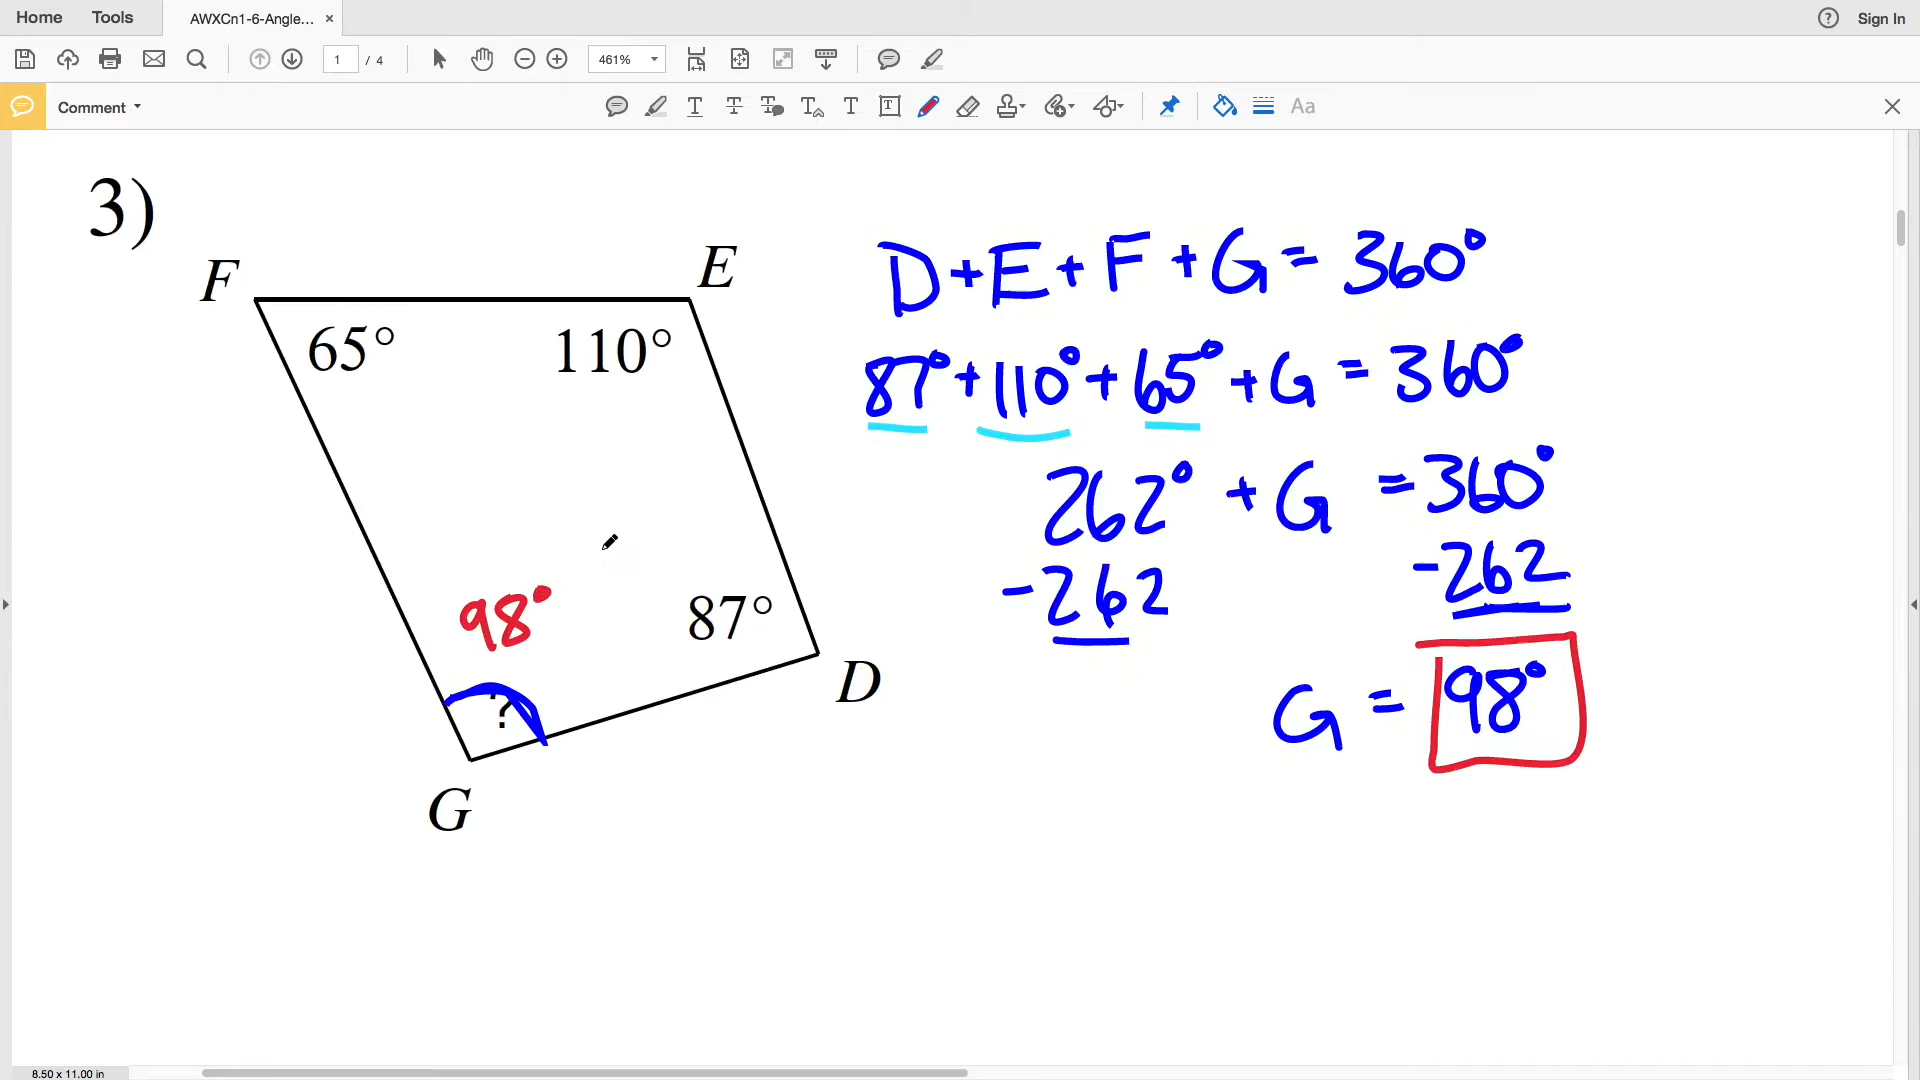 Home Tools AWXCn1-6-Angle... × ? Sign In
1 / 4 461%
Comment T T T T T T Aa
3)
F E
65° 110°
98° 87°
?
D
G
D+E+F+G=360°
87°+110°+65°+G=360°
262°+G=360°
-262 -262
G=98°
8.50 x 11.00 in